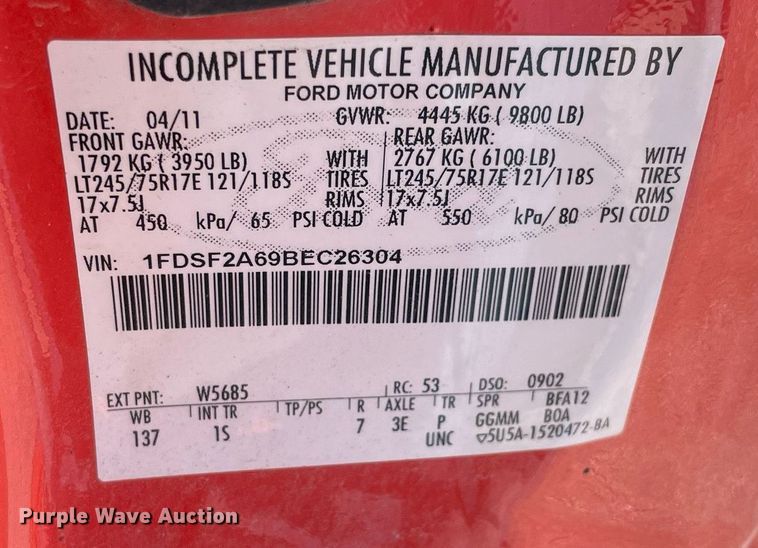 INCOMPLETE VEHICLE MANUFACTURED BY
FORD MOTOR COMPANY
DATE: 04/11 GVWR: 4445 KG ( 9800 LB)
FRONT GAWR: REAR GAWR:
1792 KG ( 3950 LB) WITH 2767 KG ( 6100 LB) WITH
LT245/75R17E 121/118S TIRES LT245/75R17E 121/118S TIRES
17x7.5J RIMS 17x7.5J RIMS
AT 450 kPa/ 65 PSI COLD AT 550 kPa/ 80 PSI COLD
VIN: 1FDSF2A69BEC26304
EXT PNT: W5685 RC: 53 DSO: 0902
WB INT TR TP/PS R AXLE TR SPR BFA12
137 1S 7 3E P GGMM BOA
UNC ▽5U5A-1520472-BA
Purple Wave Auction